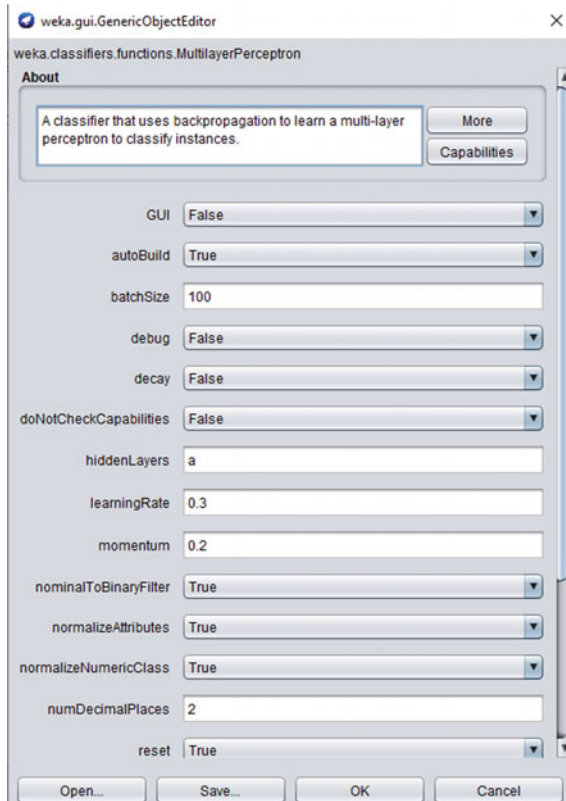 weka.gui.GenericObjectEditor
weka.classifiers.functions.MultilayerPerceptron
About
A classifier that uses backpropagation to learn a multi-layer
perceptron to classify instances.
More
Capabilities
GUI False
autoBuild True
batchSize 100
debug False
decay False
doNotCheckCapabilities False
hiddenLayers a
learningRate 0.3
momentum 0.2
nominalToBinaryFilter True
normalizeAttributes True
normalizeNumericClass True
numDecimalPlaces 2
reset True
Open... Save... OK Cancel